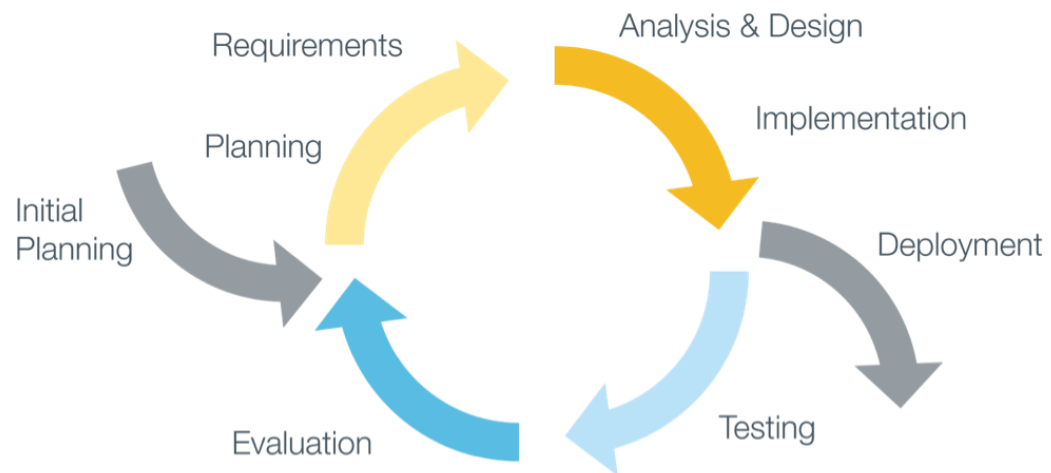 Requirements
Analysis & Design
Planning
Implementation
Initial
Planning
Deployment
Evaluation
Testing